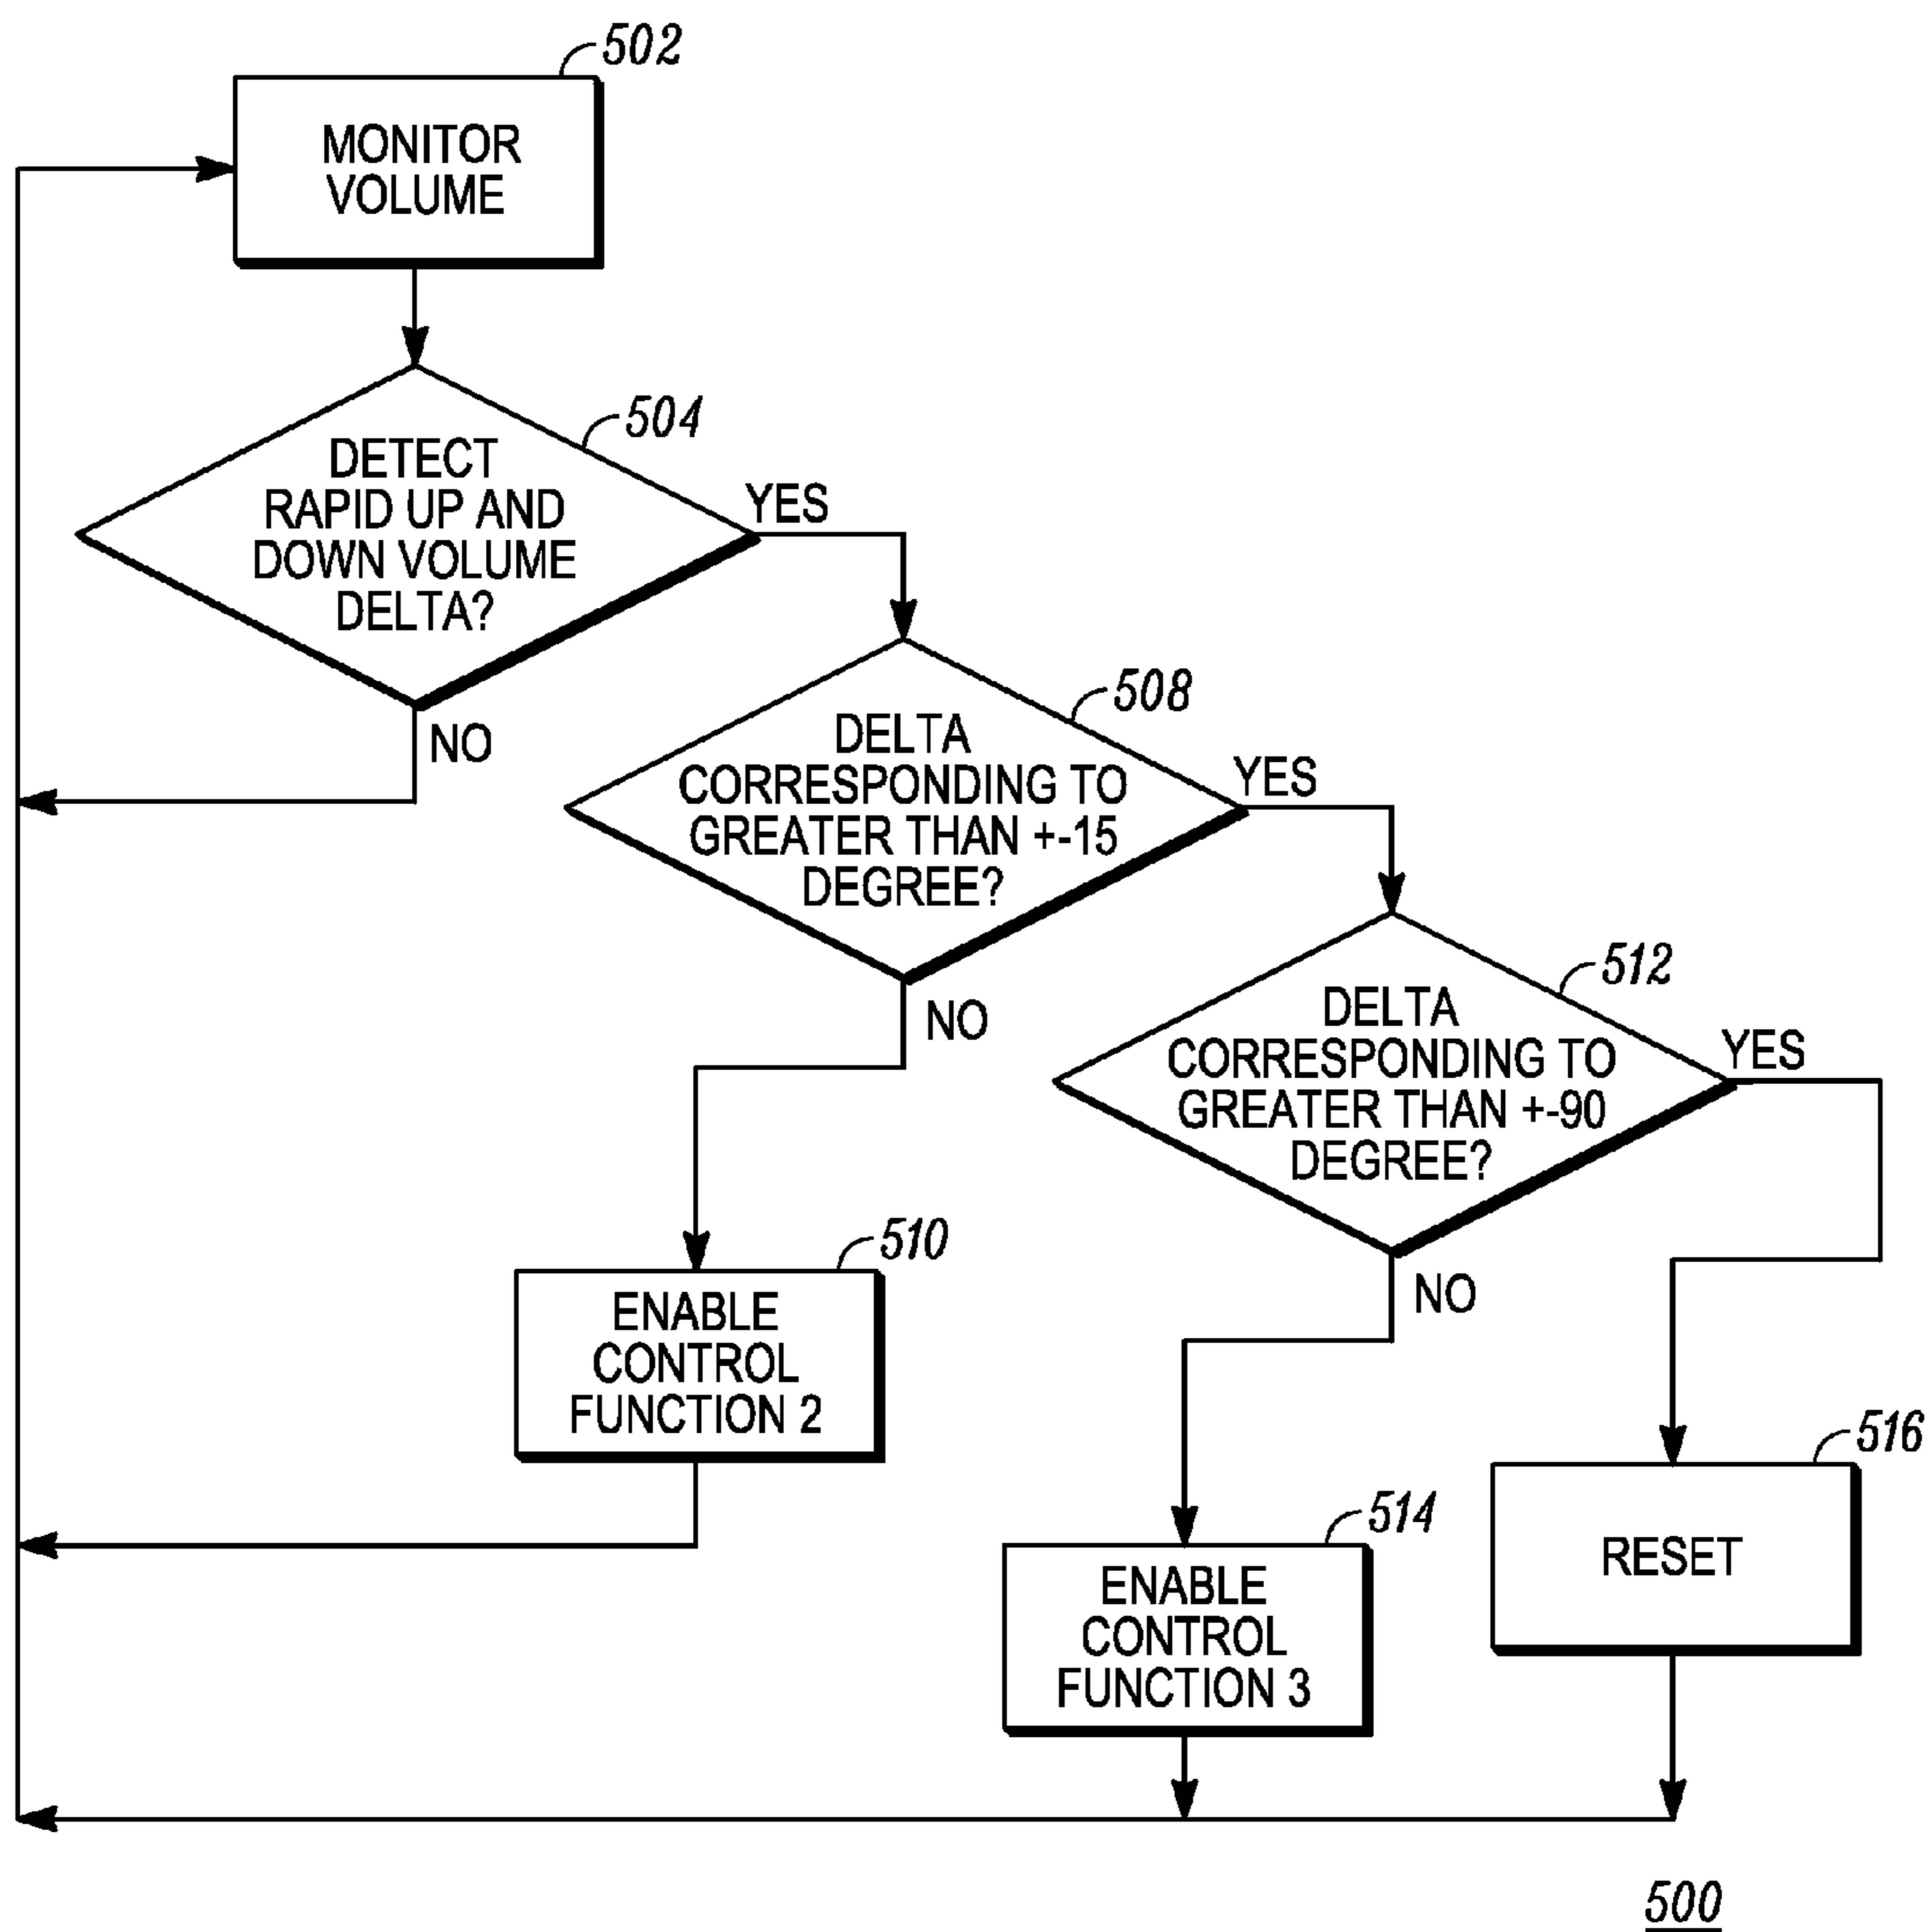 502
MONITOR
VOLUME
504
DETECT
RAPID UP AND
DOWN VOLUME
DELTA?
YES
NO
508
DELTA
CORRESPONDING TO
GREATER THAN +-15
DEGREE?
YES
NO
512
DELTA
CORRESPONDING TO
GREATER THAN +-90
DEGREE?
YES
NO
510
ENABLE
CONTROL
FUNCTION 2
514
ENABLE
CONTROL
FUNCTION 3
516
RESET
500